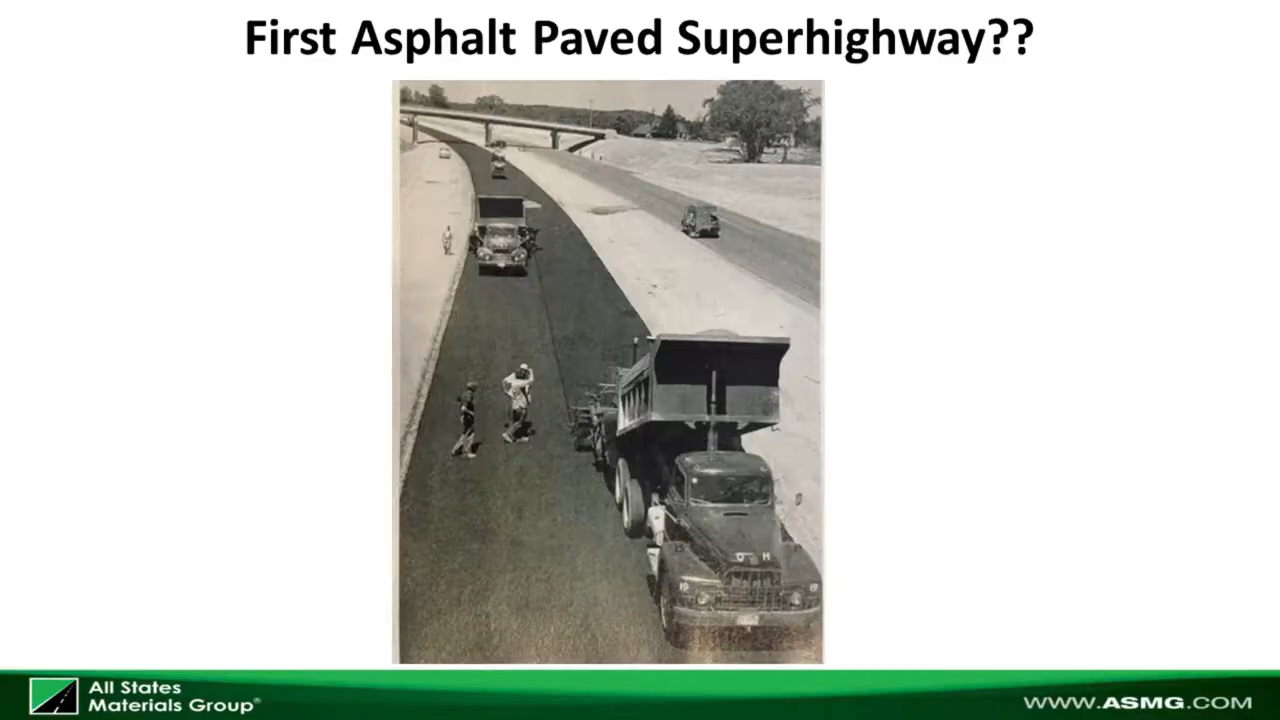 First Asphalt Paved Superhighway??
All States
Materials Group®
WWW.ASMG.COM